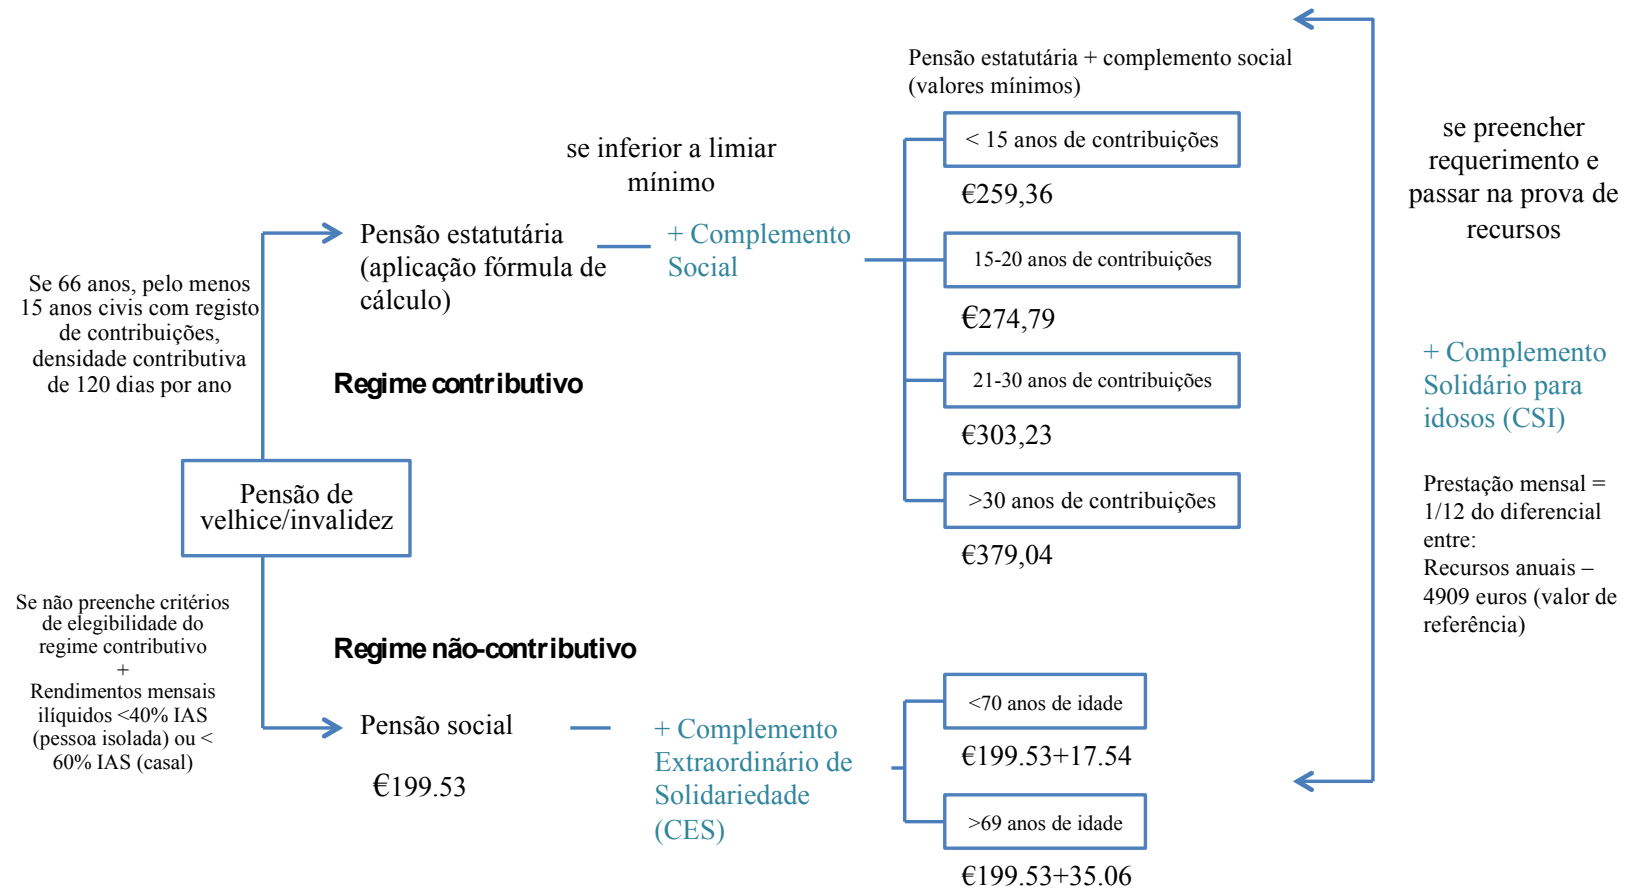 Pensão estatutária + complemento social
(valores mínimos)
se inferior a limiar
mínimo
< 15 anos de contribuições
€259,36
se preencher
requerimento e
passar na prova de
recursos
Pensão estatutária
(aplicação fórmula de
cálculo)
+ Complemento
Social
15-20 anos de contribuições
€274,79
Se 66 anos, pelo menos
15 anos civis com registo
de contribuições,
densidade contributiva
de 120 dias por ano
Regime contributivo
21-30 anos de contribuições
€303,23
+ Complemento
Solidário para
idosos (CSI)
Pensão de
velhice/invalidez
>30 anos de contribuições
€379,04
Prestação mensal =
1/12 do diferencial
entre:
Recursos anuais –
4909 euros (valor de
referência)
Se não preenche critérios
de elegibilidade do
regime contributivo
+
Rendimentos mensais
ilíquidos <40% IAS
(pessoa isolada) ou <
60% IAS (casal)
Regime não-contributivo
Pensão social
€199.53
+ Complemento
Extraordinário de
Solidariedade
(CES)
<70 anos de idade
€199.53+17.54
>69 anos de idade
€199.53+35.06